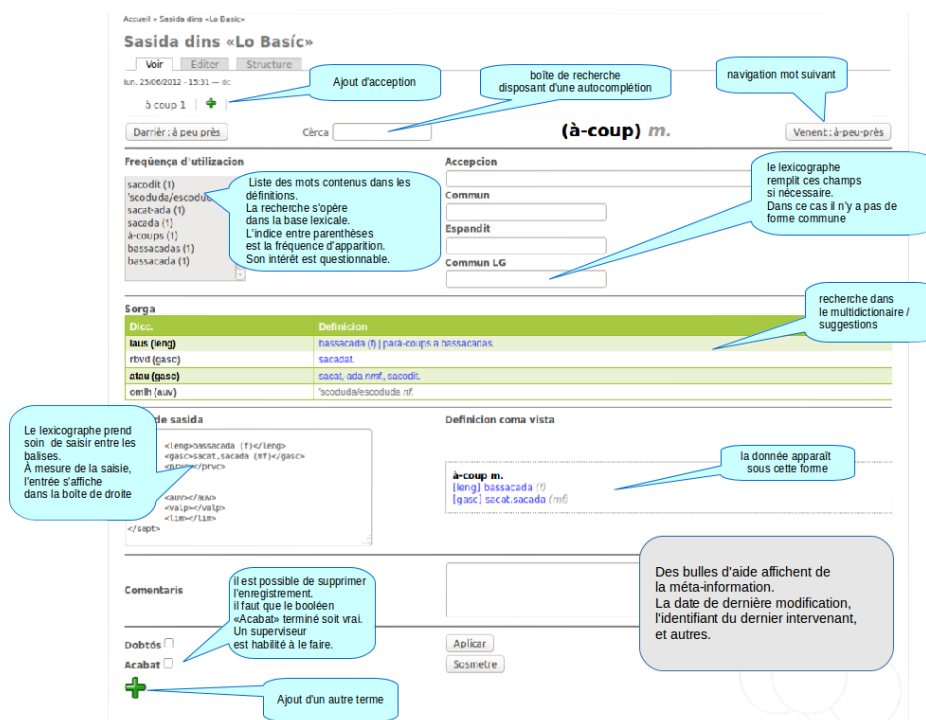 Accueil » Sasida dins «Lo Basíc»
Sasida dins «Lo Basíc»
Voir Editer Structure
lun. 25/06/2012 - 15:31 — dc
Ajout d'acception
boîte de recherche
disposant d'une autocomplétion
navigation mot suivant
à coup 1
Darrièr : à peu près
Cèrca
(à-coup) m.
Venent : à-peu-près
Freqüença d'utilizacion
sacodit (1)
'scoduda/escoduda
sacat-ada (1)
sacada (1)
à-coups (1)
bassacadas (1)
bassacada (1)
Liste des mots contenus dans les
définitions.
La recherche s'opère
dans la base lexicale.
L'indice entre parenthèses
est la fréquence d'apparition.
Son intérêt est questionnable.
Accepcion
Commun
Espandit
Commun LG
le lexicographe
remplit ces champs
si nécessaire.
Dans ce cas il n'y a pas de
forme commune
Sorga
Dicc. Definicion
laus (leng) bassacada (f) | para-coups a bassacadas.
rbvd (gasc) sacadat.
atau (gasc) sacat, ada nmf., sacodit.
omlh (auv) 'scoduda/escoduda nf.
recherche dans
le multidictionaire /
suggestions
de sasida
Definicion coma vista
Le lexicographe prend
soin de saisir entre les
balises.
À mesure de la saisie,
l'entrée s'affiche
dans la boîte de droite
<leng>bassacada (f)</leng>
<gasc>sacat,sacada (mf)</gasc>
<prvc></prvc>
<auv></auv>
<valp></valp>
<lim></lim>
</sept>
à-coup m.
[leng] bassacada (f)
[gasc] sacat.sacada (mf)
la donnée apparaît
sous cette forme
Comentaris
il est possible de supprimer
l'enregistrement.
il faut que le booléen
«Acabat» terminé soit vrai.
Un superviseur
est habilité à le faire.
Des bulles d'aide affichent de
la méta-information.
La date de dernière modification,
l'identifiant du dernier intervenant,
et autres.
Dobtós
Acabat
Aplicar
Sosmetre
Ajout d'un autre terme